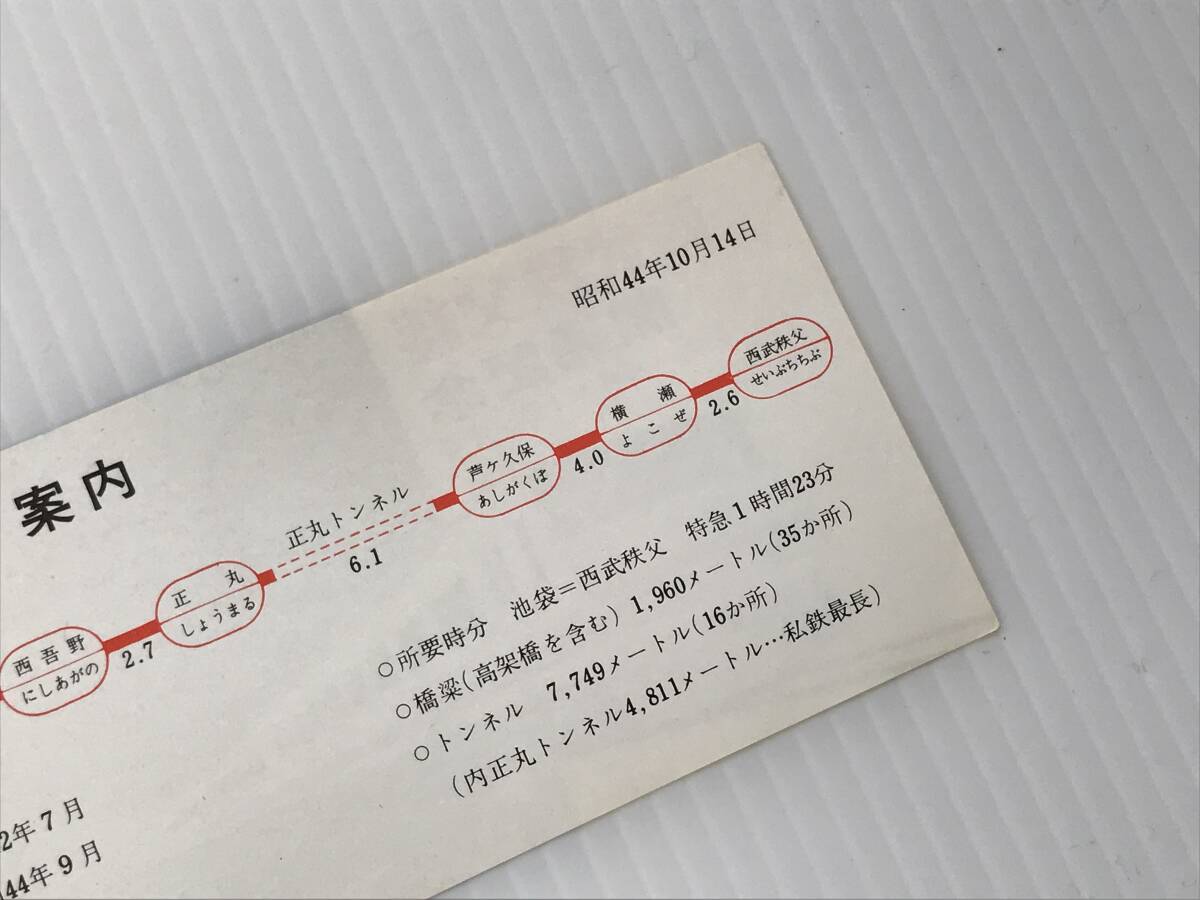 昭和44年10月14日
案内
西武秩父
せいぶちちぶ
2.6
横瀬
よこぜ
4.0
芦ヶ久保
あしがくぼ
正丸トンネル
6.1
正丸
しょうまる
2.7
西吾野
にしあがの
○所要時分 池袋=西武秩父 特急1時間23分
○橋梁(高架橋を含む)1,960メートル(35か所)
○トンネル 7,749メートル(16か所)
(内正丸トンネル4,811メートル…私鉄最長)
2年7月
44年9月